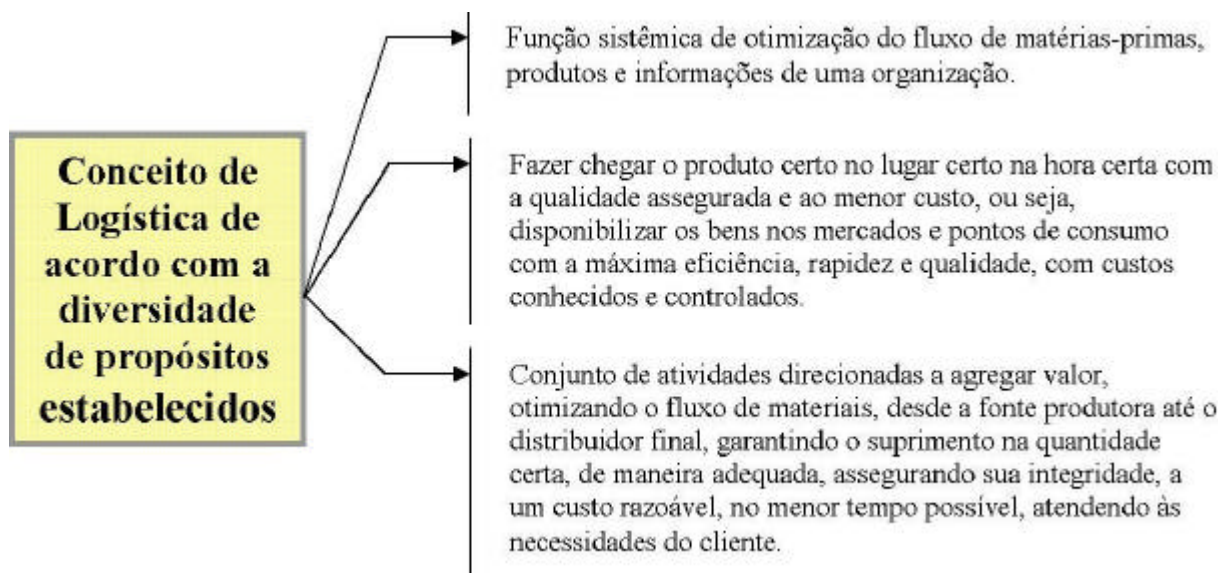 Conceito de
Logística de
acordo com a
diversidade
de propósitos
estabelecidos
Função sistêmica de otimização do fluxo de matérias-primas,
produtos e informações de uma organização.
Fazer chegar o produto certo no lugar certo na hora certa com
a qualidade assegurada e ao menor custo, ou seja,
disponibilizar os bens nos mercados e pontos de consumo
com a máxima eficiência, rapidez e qualidade, com custos
conhecidos e controlados.
Conjunto de atividades direcionadas a agregar valor,
otimizando o fluxo de materiais, desde a fonte produtora até o
distribuidor final, garantindo o suprimento na quantidade
certa, de maneira adequada, assegurando sua integridade, a
um custo razoável, no menor tempo possível, atendendo às
necessidades do cliente.